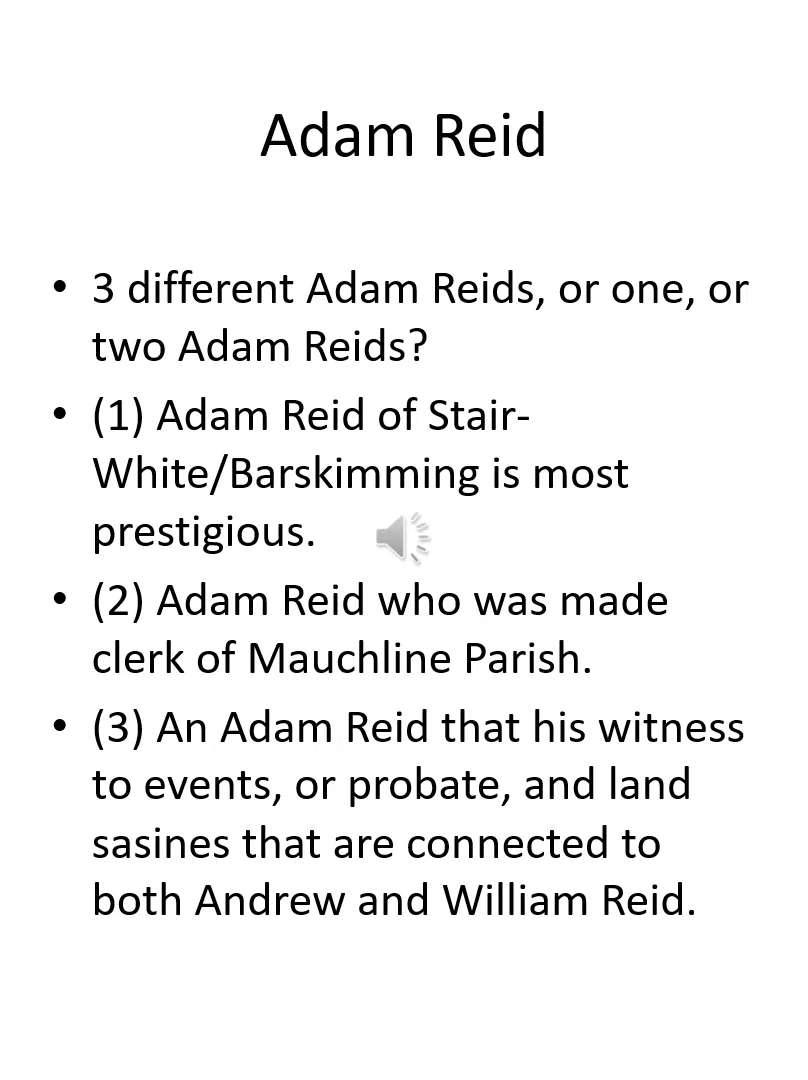 Adam Reid
• 3 different Adam Reids, or one, or
two Adam Reids?
• (1) Adam Reid of Stair-
White/Barskimming is most
prestigious.
• (2) Adam Reid who was made
clerk of Mauchline Parish.
• (3) An Adam Reid that his witness
to events, or probate, and land
sasines that are connected to
both Andrew and William Reid.